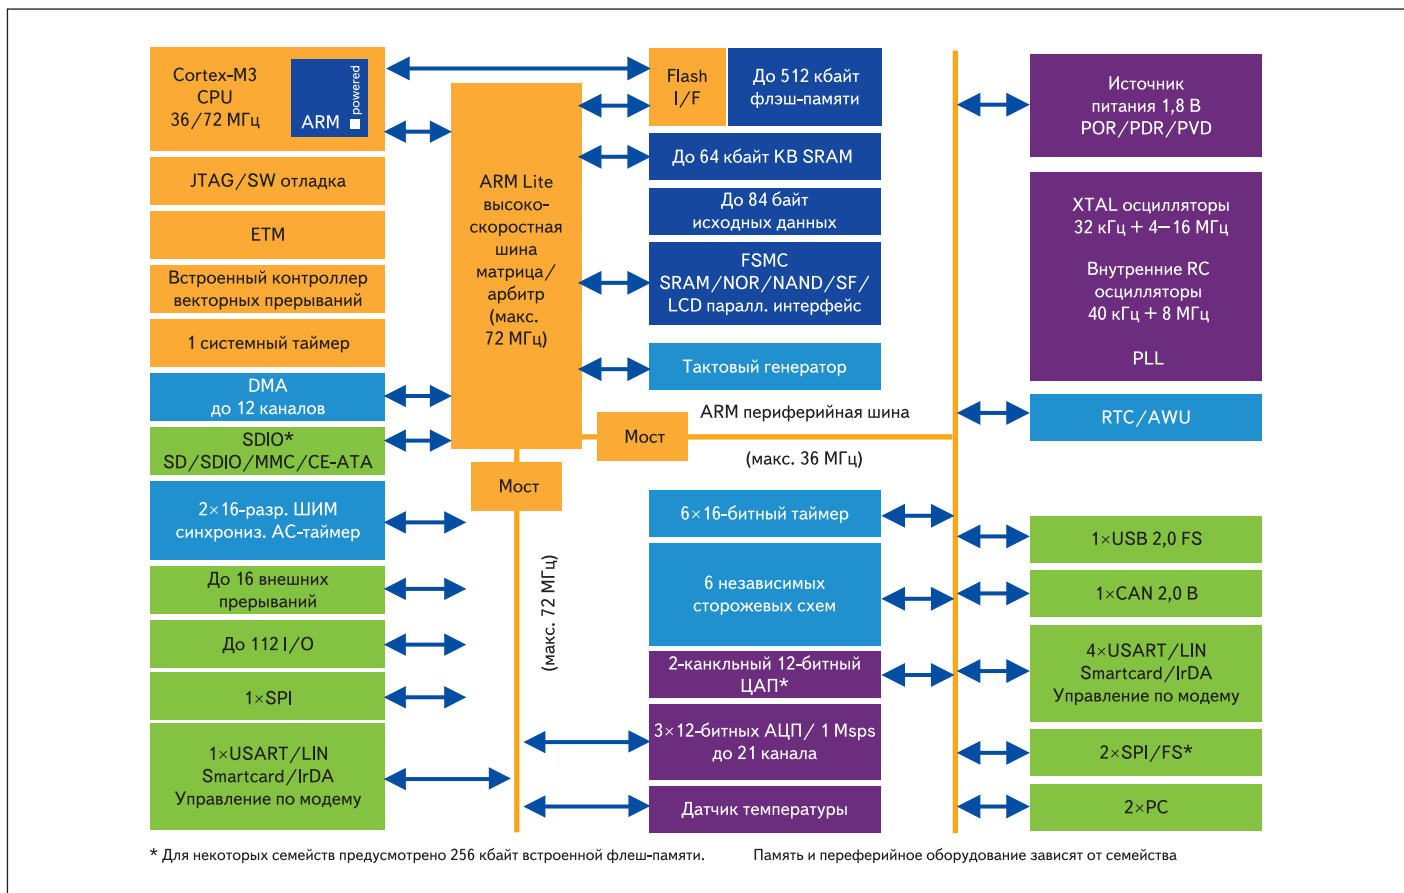 Cortex-M3
CPU
36/72 МГц
ARM
powered
JTAG/SW отладка
ETM
Встроенный контроллер
векторных прерываний
1 системный таймер
DMA
до 12 каналов
SDIO*
SD/SDIO/MMC/CE-ATA
2×16-разр. ШИМ
синхрониз. АС-таймер
До 16 внешних
прерываний
До 112 I/O
1×SPI
1×USART/LIN
Smartcard/IrDA
Управление по модему
ARM Lite
высоко-
скоростная
шина
матрица/
арбитр
(макс.
72 МГц)
Мост
(макс. 72 МГц)
Мост
ARM периферийная шина
(макс. 36 МГц)
Flash
I/F
До 512 кбайт
флэш-памяти
До 64 кбайт KB SRAM
До 84 байт
исходных данных
FSMC
SRAM/NOR/NAND/SF/
LCD паралл. интерфейс
Тактового генератор
6×16-битный таймер
6 независимых
сторожевых схем
2-канкльный 12-битный
ЦАП*
3×12-битных АЦП/ 1 Msps
до 21 канала
Датчик температуры
Источник
питания 1,8 В
POR/PDR/PVD
XTAL осцилляторы
32 кГц + 4—16 МГц
Внутренние RC
осцилляторы
40 кГц + 8 МГц
PLL
RTC/AWU
1×USB 2,0 FS
1×CAN 2,0 B
4×USART/LIN
Smartcard/IrDA
Управление по модему
2×SPI/FS*
2×PC
* Для некоторых семейств предусмотрено 256 кбайт встроенной флеш-памяти.
Память и переферийное оборудование зависят от семейства